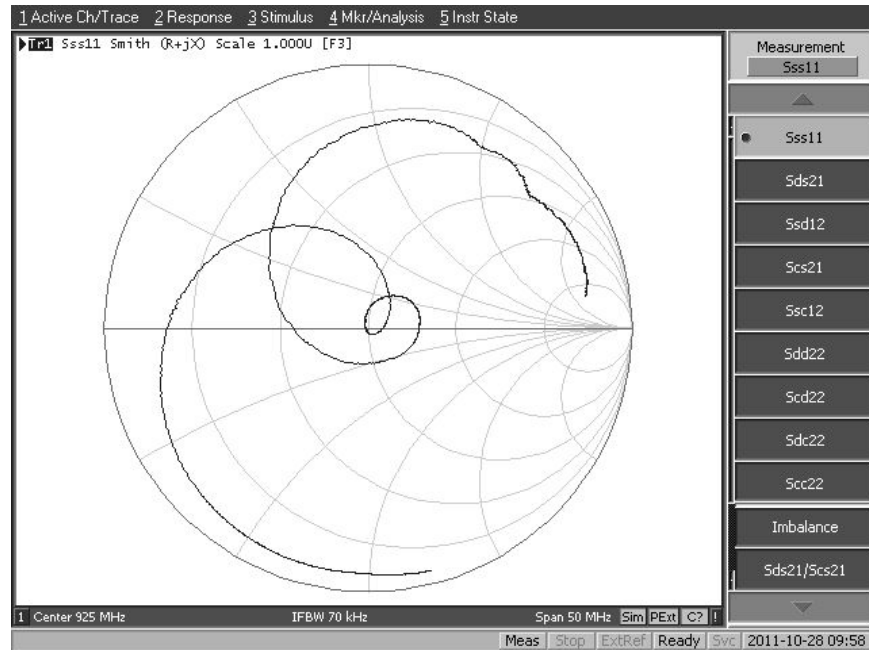 1 Active Ch/Trace 2 Response 3 Stimulus 4 Mkr/Analysis 5 Instr State
Tr1 Sss11 Smith (R+jX) Scale 1.000U [F3]
Measurement
Sss11
Sss11
Sds21
Ssd12
Scs21
Ssc12
Sdd22
Scd22
Sdc22
Scc22
Imbalance
Sds21/Scs21
1 Center 925 MHz IFBW 70 kHz Span 50 MHz Sim PExt C? !
Meas Stop ExtRef Ready Svc 2011-10-28 09:58